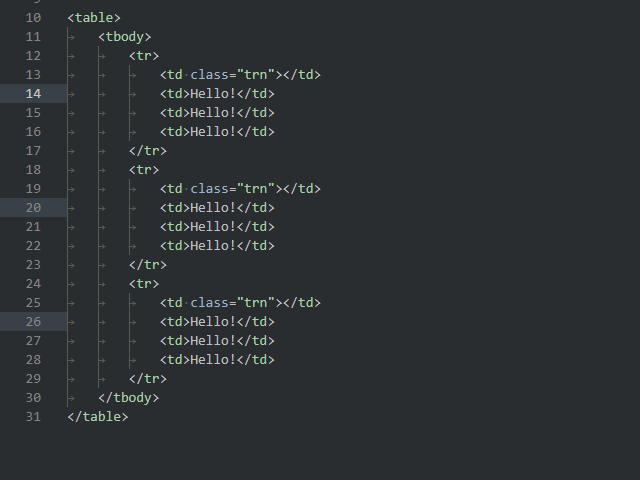 10 <table>
11 <tbody>
12 <tr>
13 <td class="trn"></td>
14 <td>Hello!</td>
15 <td>Hello!</td>
16 <td>Hello!</td>
17 </tr>
18 <tr>
19 <td class="trn"></td>
20 <td>Hello!</td>
21 <td>Hello!</td>
22 <td>Hello!</td>
23 </tr>
24 <tr>
25 <td class="trn"></td>
26 <td>Hello!</td>
27 <td>Hello!</td>
28 <td>Hello!</td>
29 </tr>
30 </tbody>
31 </table>